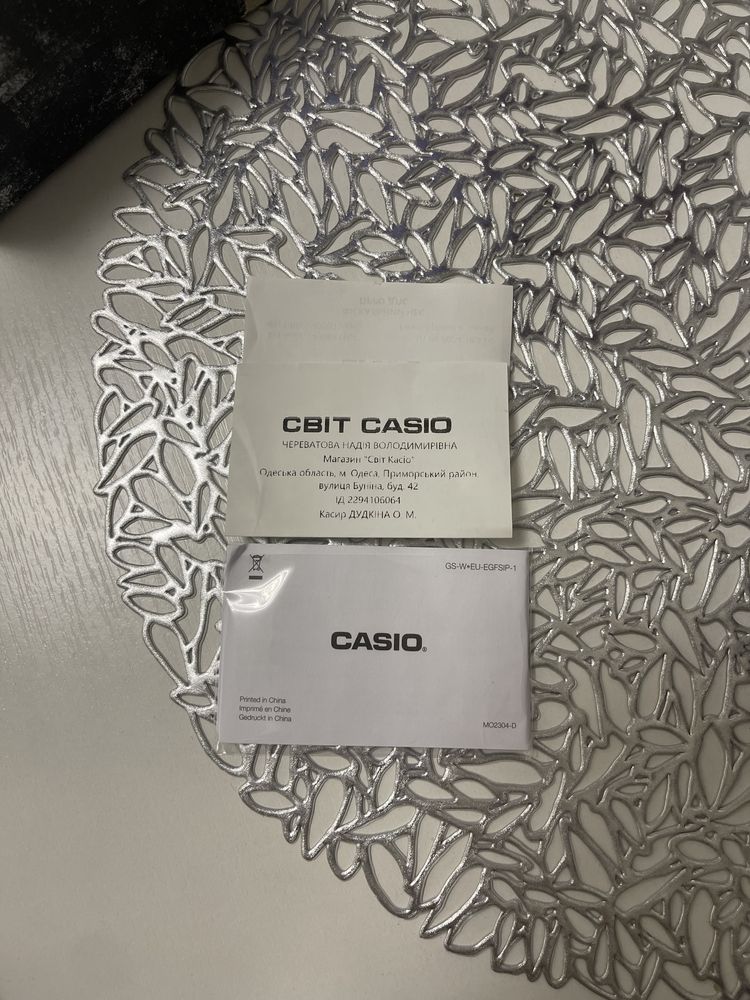 СВІТ CASIO
ЧЕРЕВАТОВА НАДІЯ ВОЛОДИМИРІВНА
Магазин "Світ Касіо"
Одеська область, м. Одеса, Приморський район,
вулиця Буніна, буд. 42
ІД 2294106064
Касир ДУДКІНА О. М.
GS-W*EU-EGFSIP-1
CASIO®
Printed in China
Imprimé en Chine
Gedruckt in China
MO2304-D